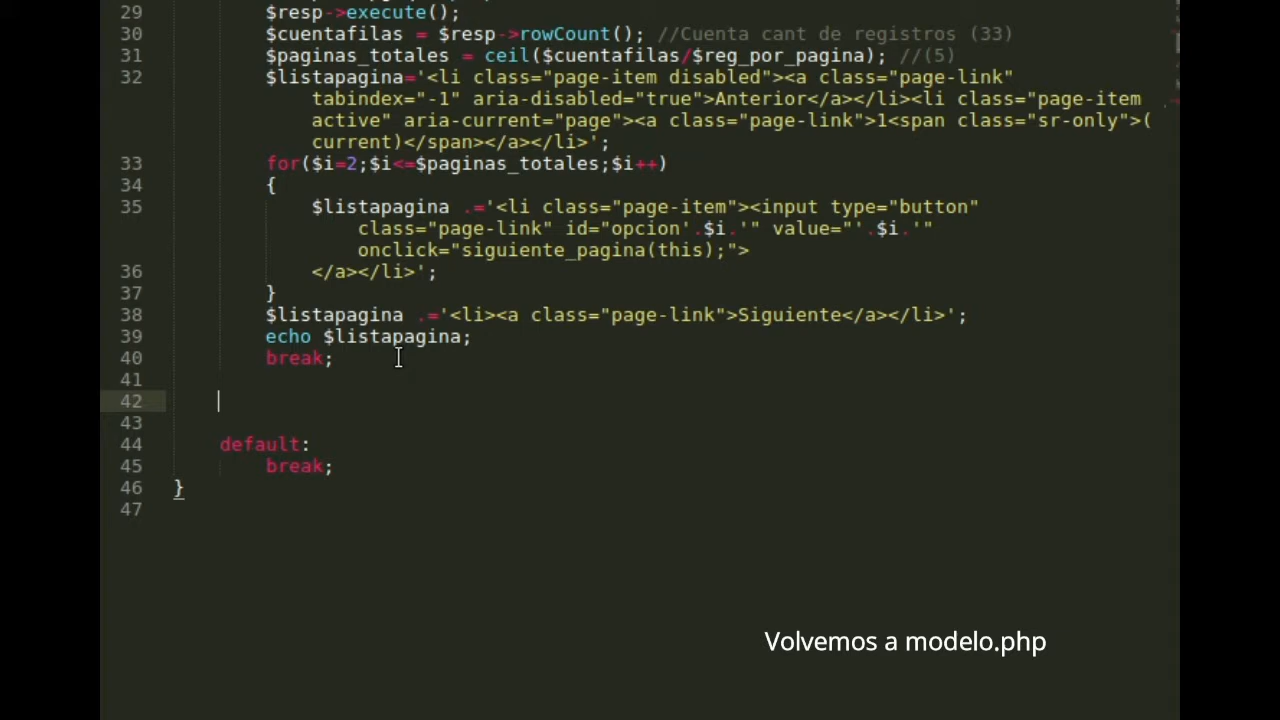 29 $resp->execute();
30 $cuentafilas = $resp->rowCount(); //Cuenta cant de registros (33)
31 $paginas_totales = ceil($cuentafilas/$reg_por_pagina); //(5)
32 $listapagina='<li class="page-item disabled"><a class="page-link"
tabindex="-1" aria-disabled="true">Anterior</a></li><li class="page-item
active" aria-current="page"><a class="page-link">1<span class="sr-only">(
current)</span></a></li>';
33 for($i=2;$i<=$paginas_totales;$i++)
34 {
35 $listapagina .='<li class="page-item"><input type="button"
class="page-link" id="opcion'.$i.'" value="'.$i.'"
onclick="siguiente_pagina(this);">
36 </a></li>';
37 }
38 $listapagina .='<li><a class="page-link">Siguiente</a></li>';
39 echo $listapagina;
40 break;
41
42
43
44 default:
45 break;
46 }
47
Volvemos a modelo.php